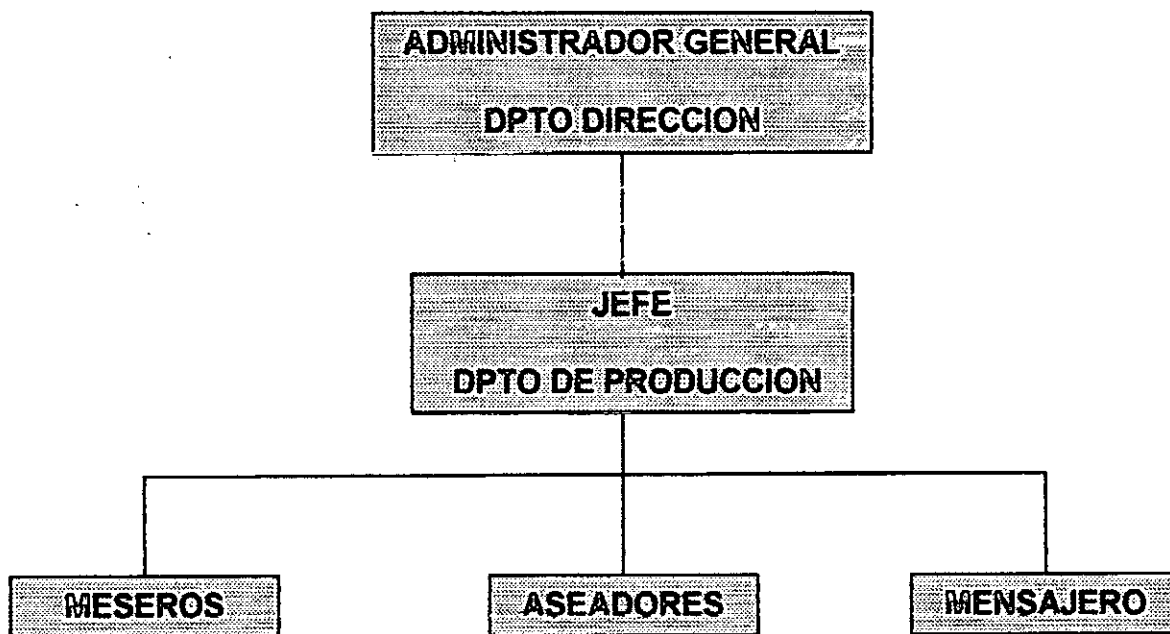 ADMINISTRADOR GENERAL
DPTO DIRECCION
JEFE
DPTO DE PRODUCCION
MESEROS
ASEADORES
MENSAJERO